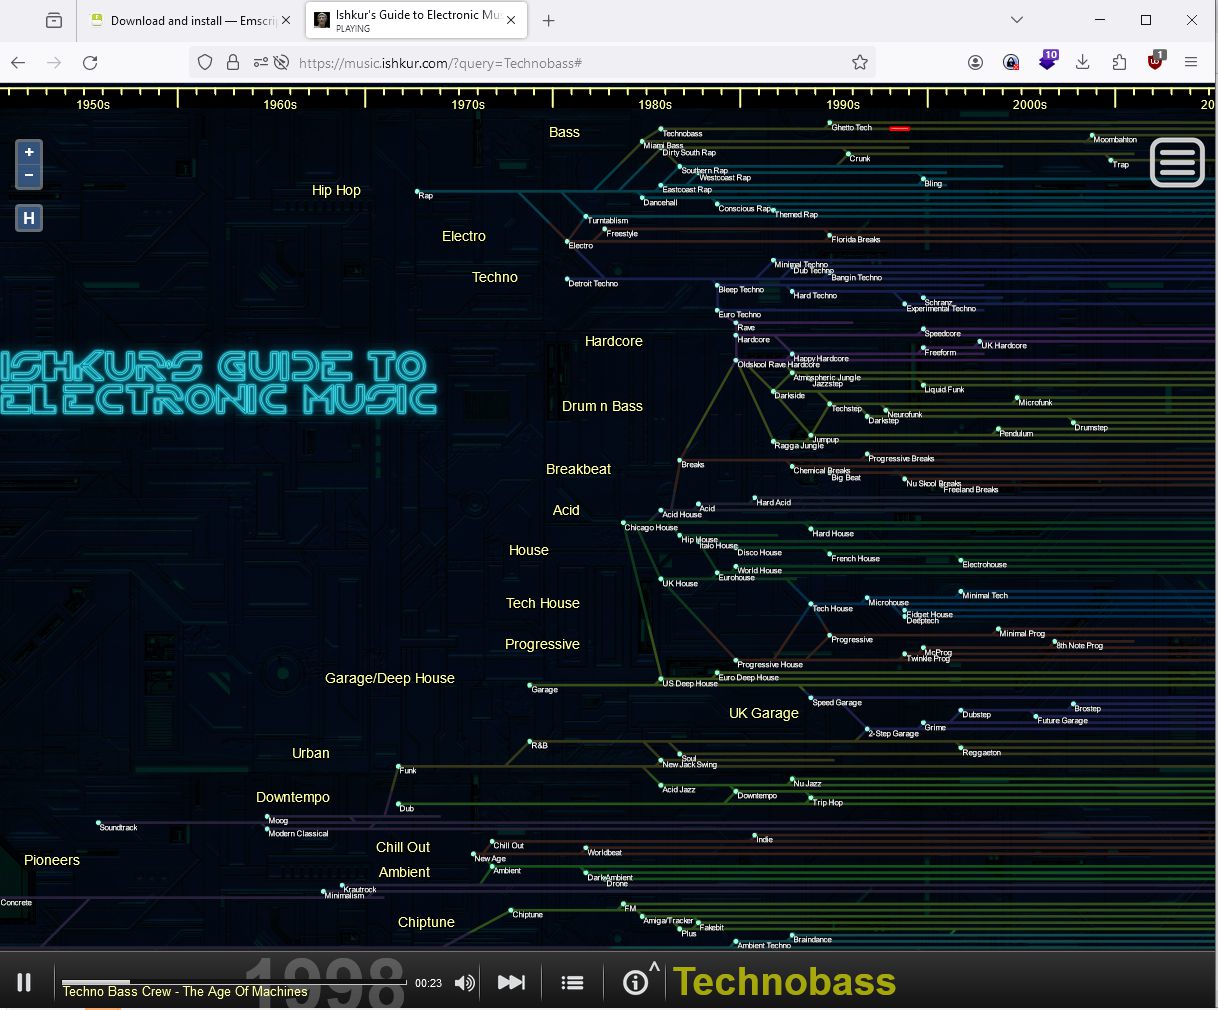 Download and install — Emscrip
Ishkur's Guide to Electronic Mus
PLAYING
https://music.ishkur.com/?query=Technobass#
10
1
1950s 1960s 1970s 1980s 1990s 2000s 20
Bass
Technobass
Ghetto Tech
Miami Bass
Moombahton
Dirty South Rap
Crunk
Trap
+
−
Southern Rap
Westcoast Rap
Bling
Hip Hop
Rap
Eastcoast Rap
Dancehall
Conscious Rap
Themed Rap
H
Turntablism
Freestyle
Electro
Electro
Florida Breaks
Techno
Minimal Techno
Dub Techno
Bangin Techno
Detroit Techno
Bleep Techno
Hard Techno
Schranz
Experimental Techno
Euro Techno
Rave
Hardcore
Hardcore
Speedcore
UK Hardcore
Freeform
Happy Hardcore
Oldskool Rave Hardcore
ISHKUR'S GUIDE TO
ELECTRONIC MUSIC
Atmospheric Jungle
Jazzstep
Liquid Funk
Darkside
Drum n Bass
Techstep
Neurofunk
Microfunk
Darkstep
Drumstep
Pendulum
Jumpup
Ragga Jungle
Breakbeat
Breaks
Progressive Breaks
Chemical Breaks
Big Beat
Nu Skool Breaks
Freeland Breaks
Acid
Hard Acid
Acid
Acid House
Chicago House
Hard House
Hip House
Italo House
House
Disco House
French House
Electrohouse
World House
Eurohouse
UK House
Tech House
Minimal Tech
Microhouse
Tech House
Fidget House
Deeptech
Progressive
Progressive
Minimal Prog
8th Note Prog
McProg
Twinkle Prog
Progressive House
Garage/Deep House
Euro Deep House
US Deep House
Garage
UK Garage
Speed Garage
Brostep
Dubstep
Future Garage
Grime
2-Step Garage
Urban
R&B
Reggaeton
Soul
New Jack Swing
Funk
Nu Jazz
Acid Jazz
Downtempo
Downtempo
Trip Hop
Dub
Moog
Soundtrack
Modern Classical
Indie
Chill Out
Chill Out
Worldbeat
New Age
Pioneers
Ambient
Ambient
Dark Ambient
Drone
Krautrock
Minimalism
Concrete
FM
Chiptune
Chiptune
Amiga/Tracker
Fakebit
Plus
Braindance
Ambient Techno
1998
Techno Bass Crew - The Age Of Machines
00:23
Technobass